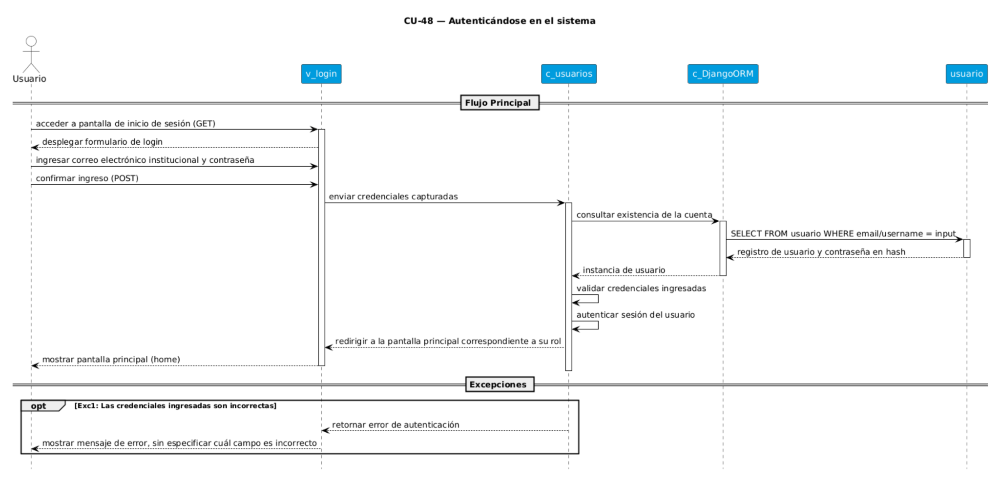 CU-48 — Autenticándose en el sistema
Usuario
v_login
c_usuarios
c_DjangoORM
usuario
Flujo Principal
acceder a pantalla de inicio de sesión (GET)
desplegar formulario de login
ingresar correo electrónico institucional y contraseña
confirmar ingreso (POST)
enviar credenciales capturadas
consultar existencia de la cuenta
SELECT FROM usuario WHERE email/username = input
registro de usuario y contraseña en hash
instancia de usuario
validar credenciales ingresadas
autenticar sesión del usuario
redirigir a la pantalla principal correspondiente a su rol
mostrar pantalla principal (home)
Excepciones
opt [Exc1: Las credenciales ingresadas son incorrectas]
retornar error de autenticación
mostrar mensaje de error, sin especificar cuál campo es incorrecto